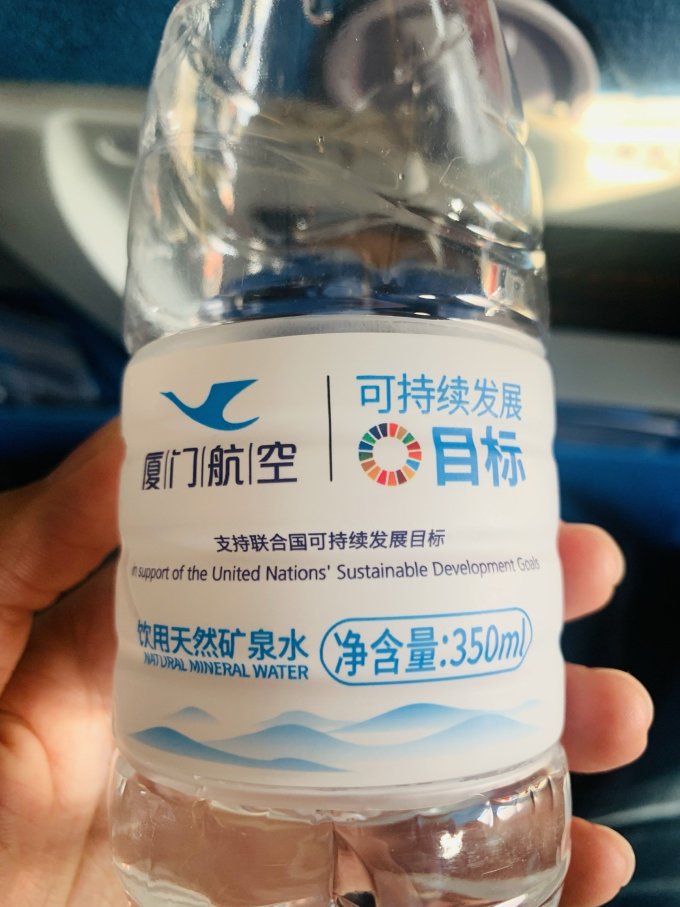 厦门航空
可持续发展
目标
支持联合国可持续发展目标
in support of the United Nations' Sustainable Development Goals
饮用天然矿泉水
NATURAL MINERAL WATER
净含量:350ml